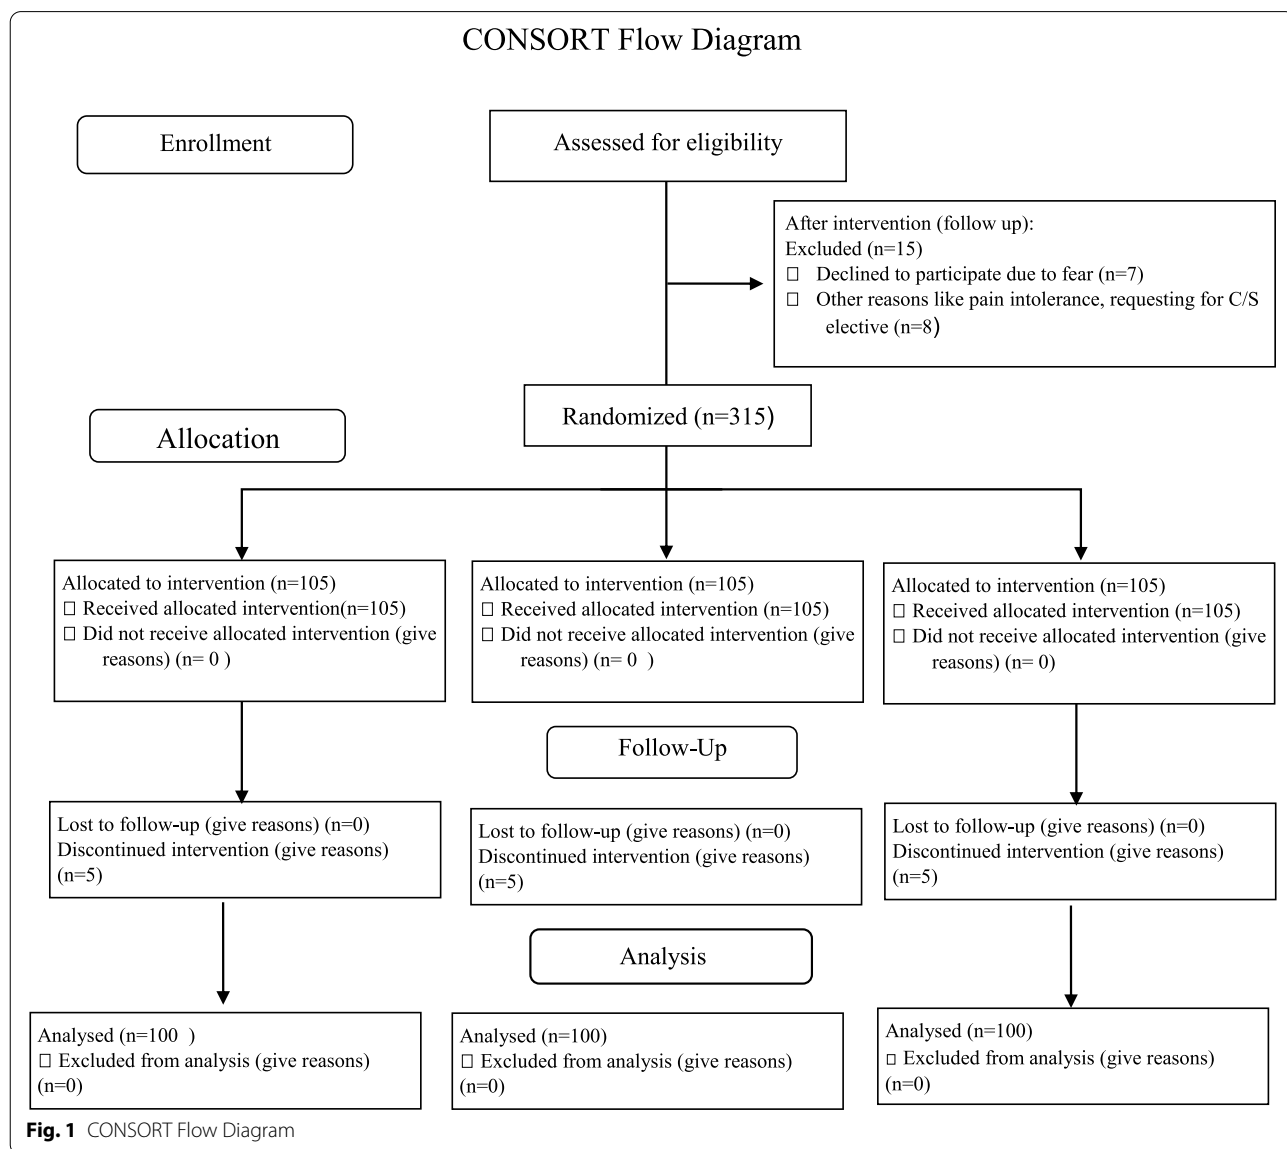 CONSORT Flow Diagram
Enrollment
Assessed for eligibility
After intervention (follow up):
Excluded (n=15)
□ Declined to participate due to fear (n=7)
□ Other reasons like pain intolerance, requesting for C/S
elective (n=8)
Randomized (n=315)
Allocation
Allocated to intervention (n=105)
□ Received allocated intervention(n=105)
□ Did not receive allocated intervention (give
reasons) (n= 0 )
Allocated to intervention (n=105)
□ Received allocated intervention (n=105)
□ Did not receive allocated intervention (give
reasons) (n= 0 )
Allocated to intervention (n=105)
□ Received allocated intervention (n=105)
□ Did not receive allocated intervention (give
reasons) (n= 0)
Follow-Up
Lost to follow-up (give reasons) (n=0)
Discontinued intervention (give reasons)
(n=5)
Lost to follow-up (give reasons) (n=0)
Discontinued intervention (give reasons)
(n=5)
Lost to follow-up (give reasons) (n=0)
Discontinued intervention (give reasons)
(n=5)
Analysis
Analysed (n=100 )
□ Excluded from analysis (give reasons)
(n=0)
Analysed (n=100)
□ Excluded from analysis (give reasons)
(n=0)
Analysed (n=100)
□ Excluded from analysis (give reasons)
(n=0)
Fig. 1 CONSORT Flow Diagram